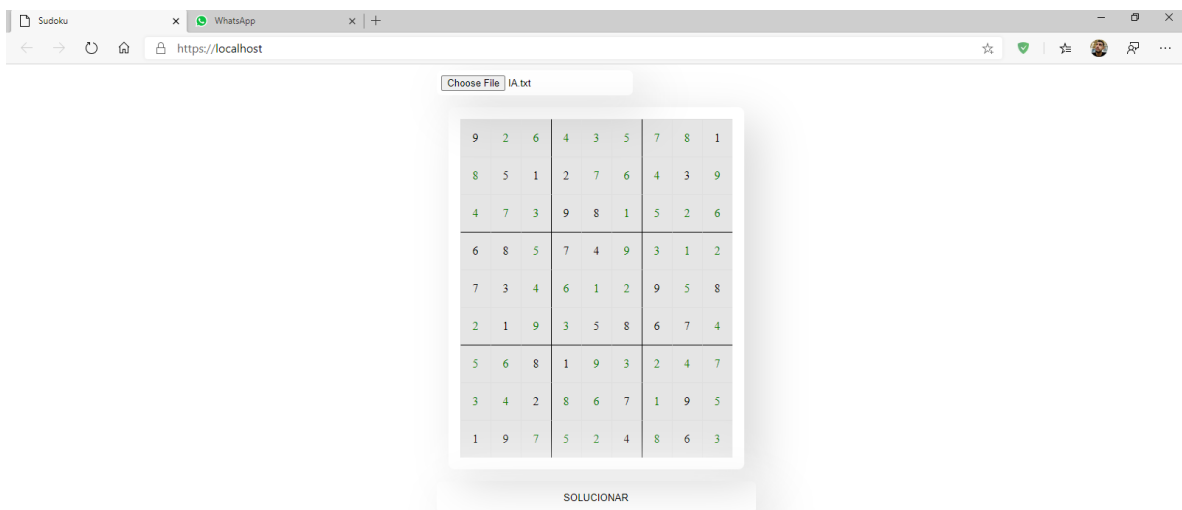 Sudoku
WhatsApp
https://localhost
Choose File IA.txt
9 2 6 4 3 5 7 8 1
8 5 1 2 7 6 4 3 9
4 7 3 9 8 1 5 2 6
6 8 5 7 4 9 3 1 2
7 3 4 6 1 2 9 5 8
2 1 9 3 5 8 6 7 4
5 6 8 1 9 3 2 4 7
3 4 2 8 6 7 1 9 5
1 9 7 5 2 4 8 6 3
SOLUCIONAR